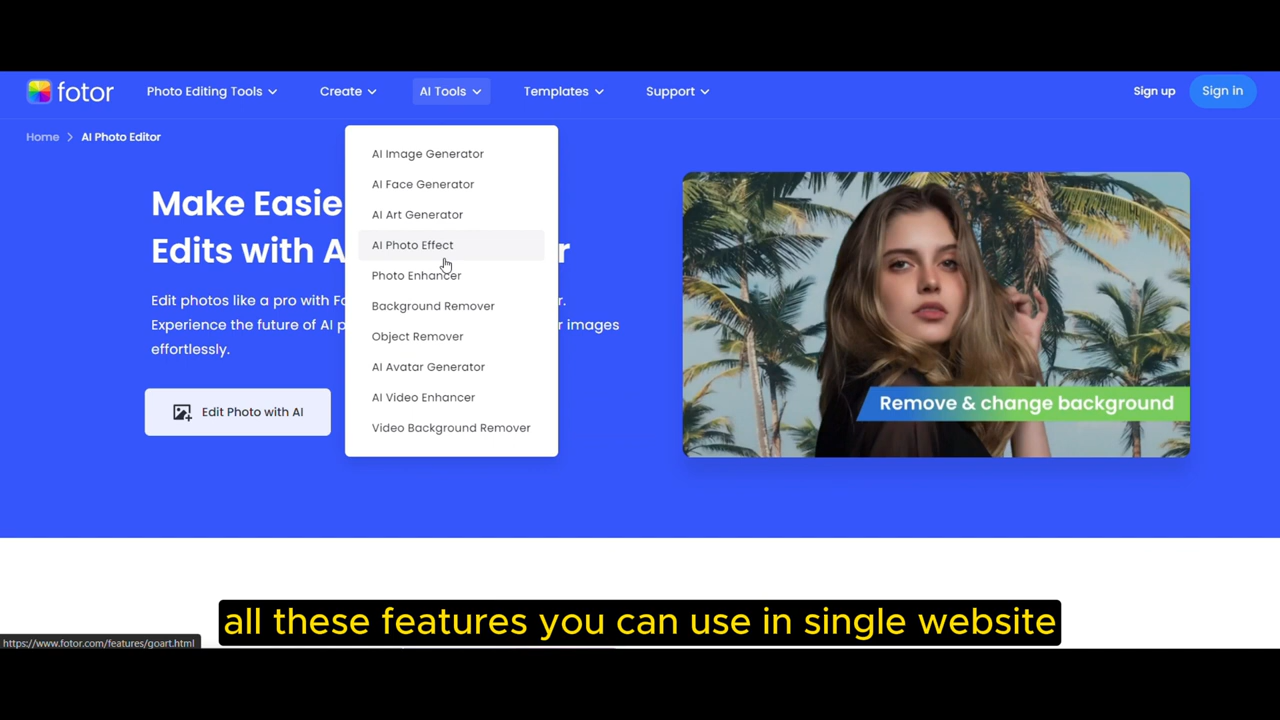 fotor
Photo Editing Tools
Create
AI Tools
Templates
Support
Sign up
Sign in
Home
AI Photo Editor
AI Image Generator
AI Face Generator
AI Art Generator
AI Photo Effect
Photo Enhancer
Background Remover
Object Remover
AI Avatar Generator
AI Video Enhancer
Video Background Remover
Make Easie
Edits with A
Edit photos like a pro with
Experience the future of AI
images
effortlessly.
Edit Photo with AI
Remove & change background
all these features you can use in single website
https://www.fotor.com/features/goart.html